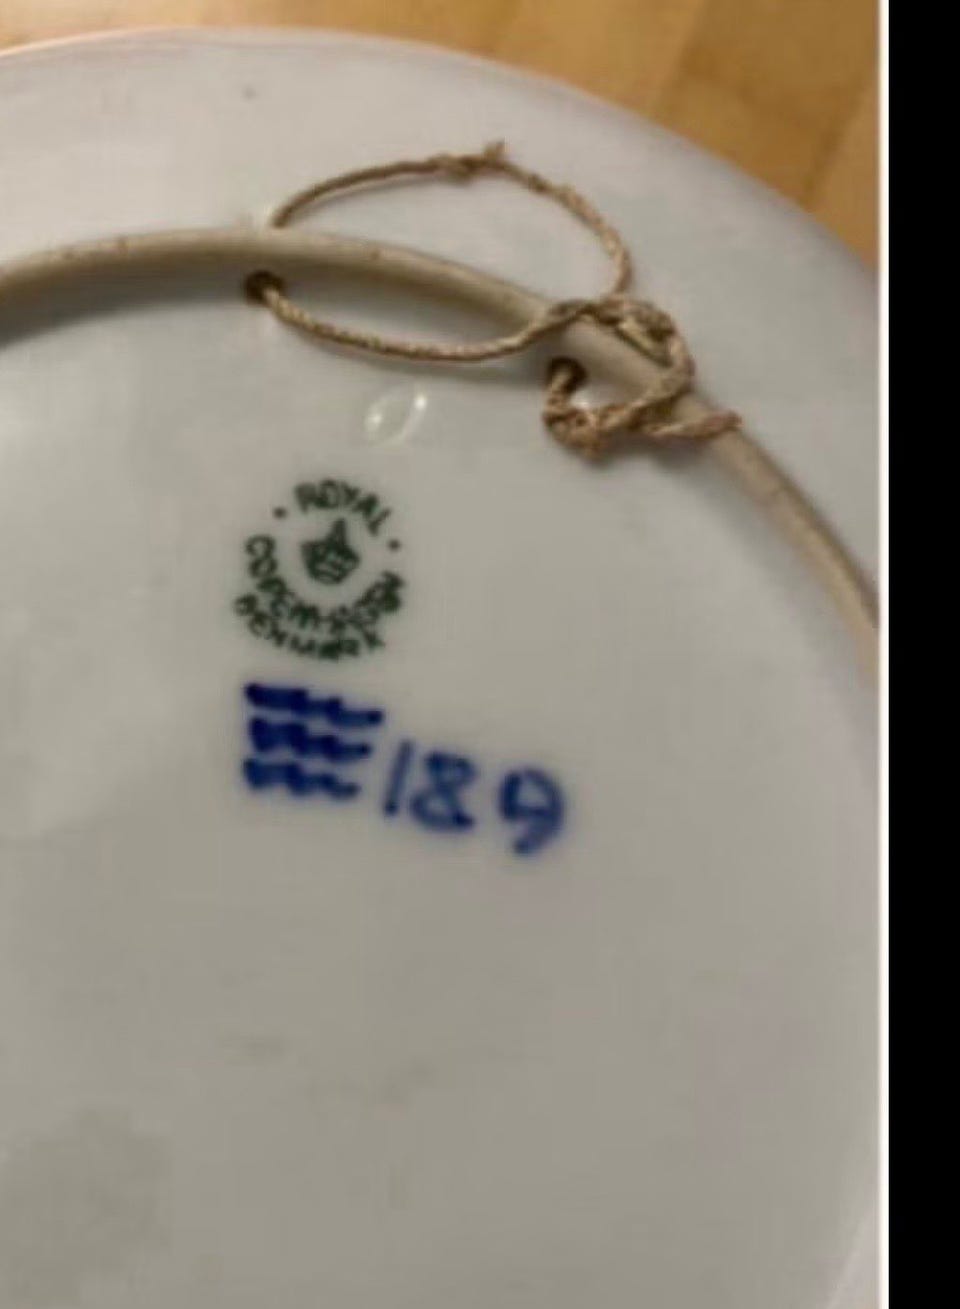 ROYAL
COPENHAGEN
DENMARK
189